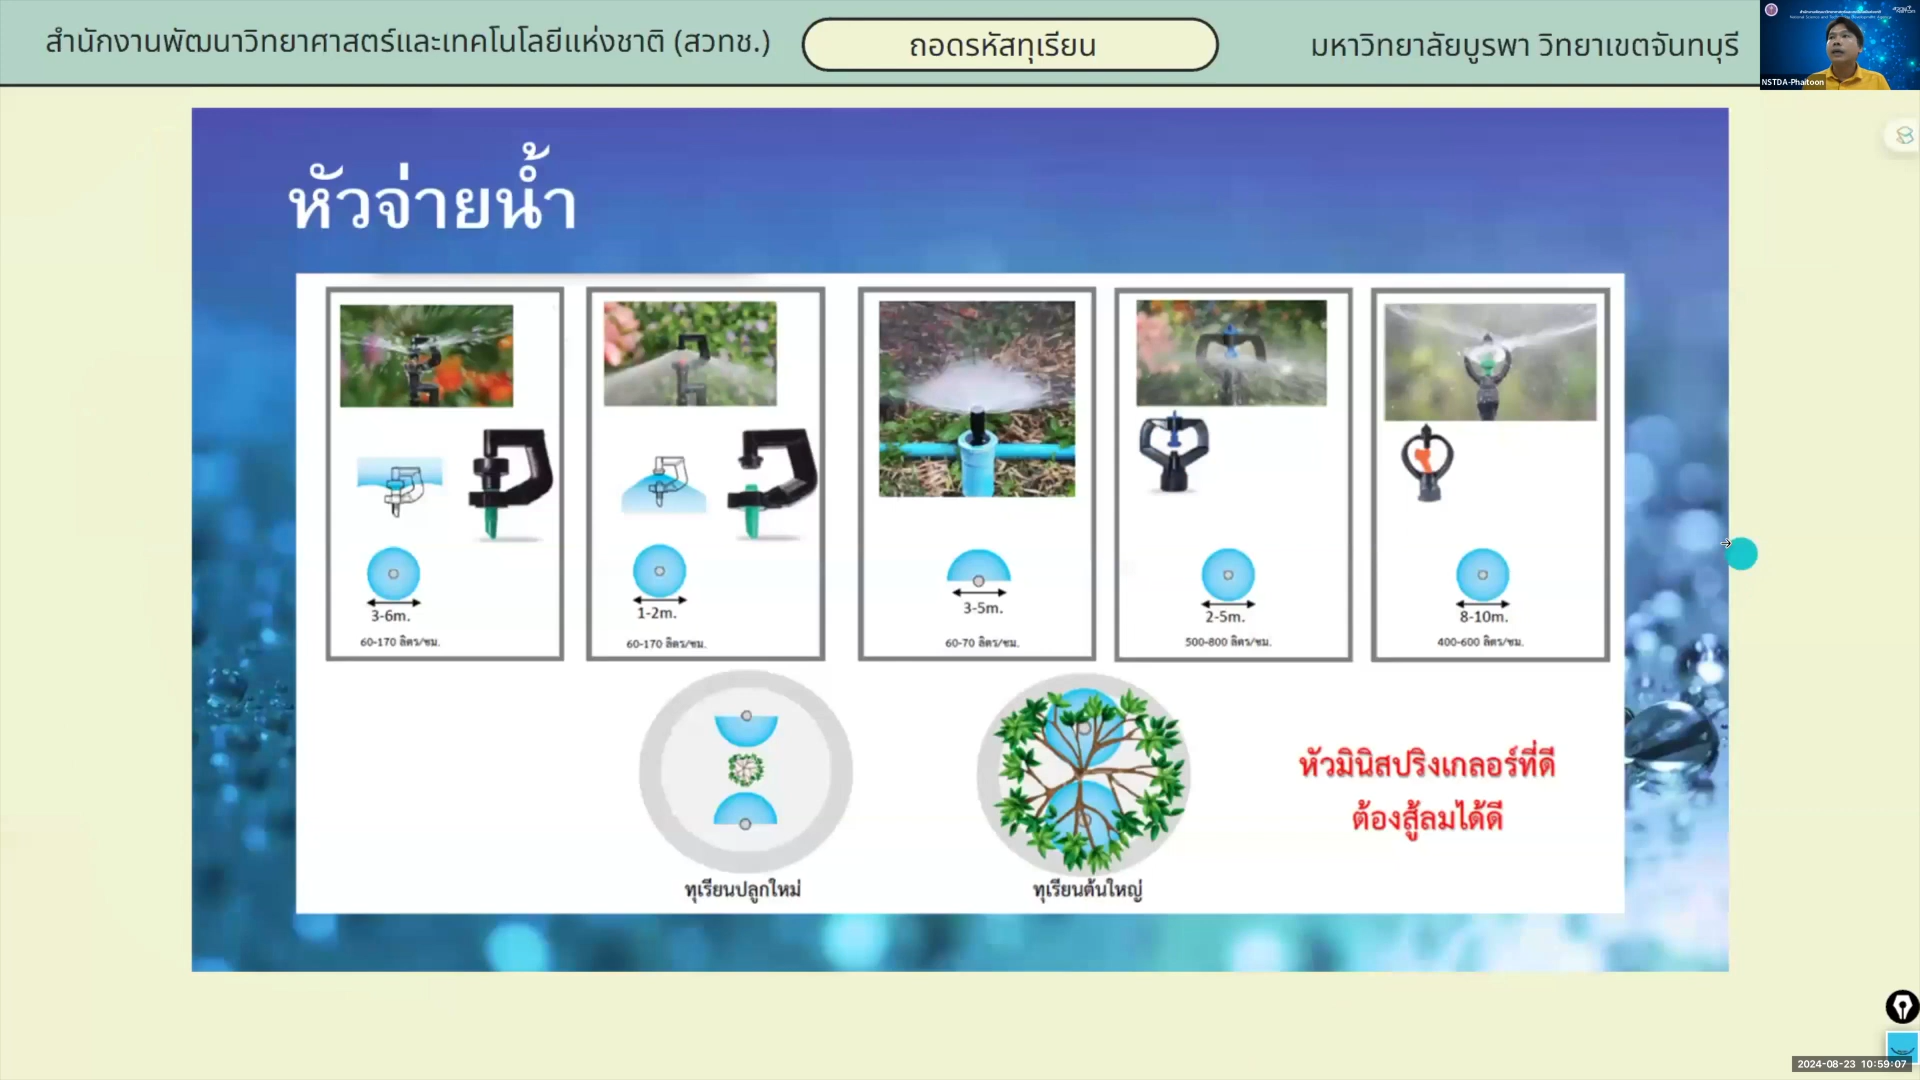 สำนักงานพัฒนาวิทยาศาสตร์และเทคโนโลยีแห่งชาติ (สวทช.)
ถอดรหัสทุเรียน
มหาวิทยาลัยบูรพา วิทยาเขตจันทบุรี
NSTDA-Phaitoon
หัวจ่ายน้ำ
3-6m.
60-170 ลิตร/ชม.
1-2m.
60-170 ลิตร/ชม.
3-5m.
60-70 ลิตร/ชม.
2-5m.
500-800 ลิตร/ชม.
8-10m.
400-600 ลิตร/ชม.
ทุเรียนปลูกใหม่
ทุเรียนต้นใหญ่
หัวมินิสปริงเกลอร์ที่ดี
ต้องสู้ลมได้ดี
2024-08-23 10:59:07